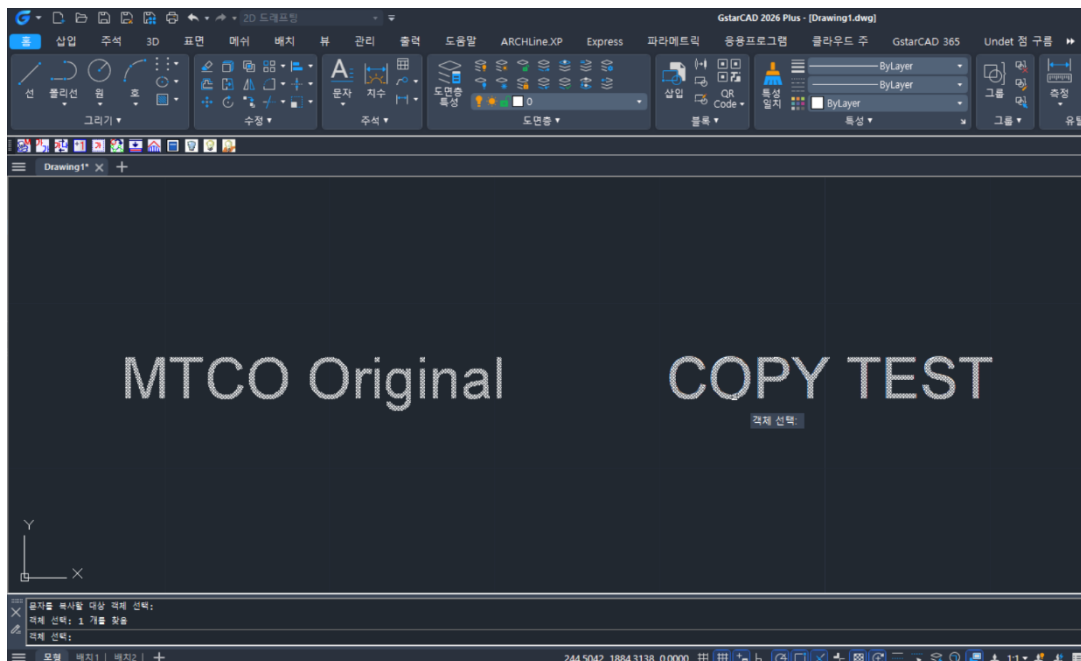 2D 드래프팅 GstarCAD 2026 Plus - [Drawing1.dwg]
홈 삽입 주석 3D 표면 메쉬 배치 뷰 관리 출력 도움말 ARCHLine.XP Express 파라메트릭 응용프로그램 클라우드 주 GstarCAD 365 Undet 점 구름
선 폴리선 원 호 문자 치수 도면층 특성 0 삽입 QR Code 특성 일치 ByLayer ByLayer ByLayer 그룹 측정
그리기 수정 주석 도면층 블록 특성 그룹 유틸
Drawing1*
MTCO Original COPY TEST
객체 선택:
Y
X
문자를 복사할 대상 객체 선택:
객체 선택: 1 개를 찾음
객체 선택:
모형 배치1 배치2 244.5042, 1884.3138, 0.0000 1:1